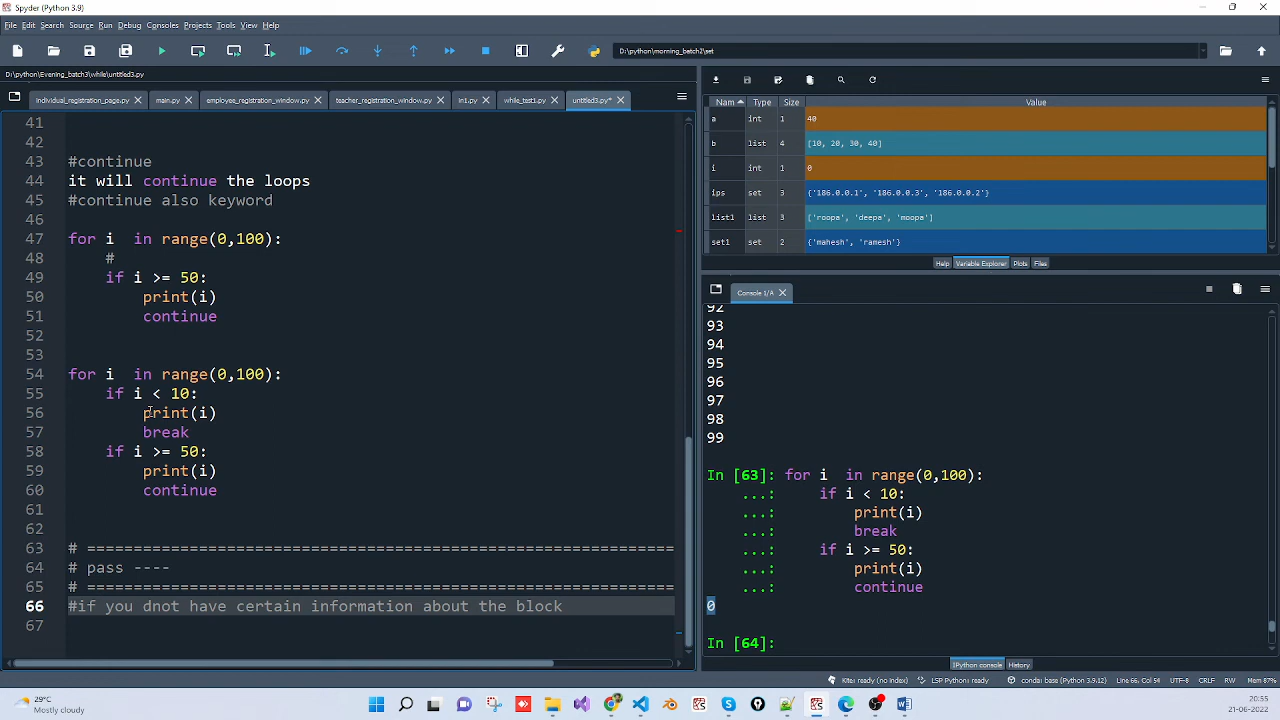 Spyder (Python 3.9)
File Edit Search Source Run Debug Consoles Projects Tools View Help
D:\python\morning_batch2\set
D:\python\Evening_batch3\while\untitled3.py
individual_registration_page.py main.py employee_registration_window.py teacher_registration_window.py in1.py while_test1.py untitled3.py*
41
42
43 #continue
44 it will continue the loops
45 #continue also keyword
46
47 for i  in range(0,100):
48     #
49     if i >= 50:
50         print(i)
51         continue
52
53
54 for i  in range(0,100):
55     if i < 10:
56         print(i)
57         break
58     if i >= 50:
59         print(i)
60         continue
61
62
63 # ===============================================================
64 # pass ----
65 # ===============================================================
66 #if you dnot have certain information about the block
67
Nam Type Size Value
a int 1 40
b list 4 [10, 20, 30, 40]
i int 1 0
ips set 3 {'186.0.0.1', '186.0.0.3', '186.0.0.2'}
list1 list 3 ['roopa', 'deepa', 'moopa']
set1 set 2 {'mahesh', 'ramesh'}
Help Variable Explorer Plots Files
Console 1/A
92
93
94
95
96
97
98
99
In [63]: for i  in range(0,100):
...:     if i < 10:
...:         print(i)
...:         break
...:     if i >= 50:
...:         print(i)
...:         continue
0
In [64]:
IPython console History
Kite: ready (no index) LSP Python: ready conda: base (Python 3.9.12) Line 66, Col 54 UTF-8 CRLF RW Mem 87%
29°C
Mostly cloudy
20:35
21-06-2022